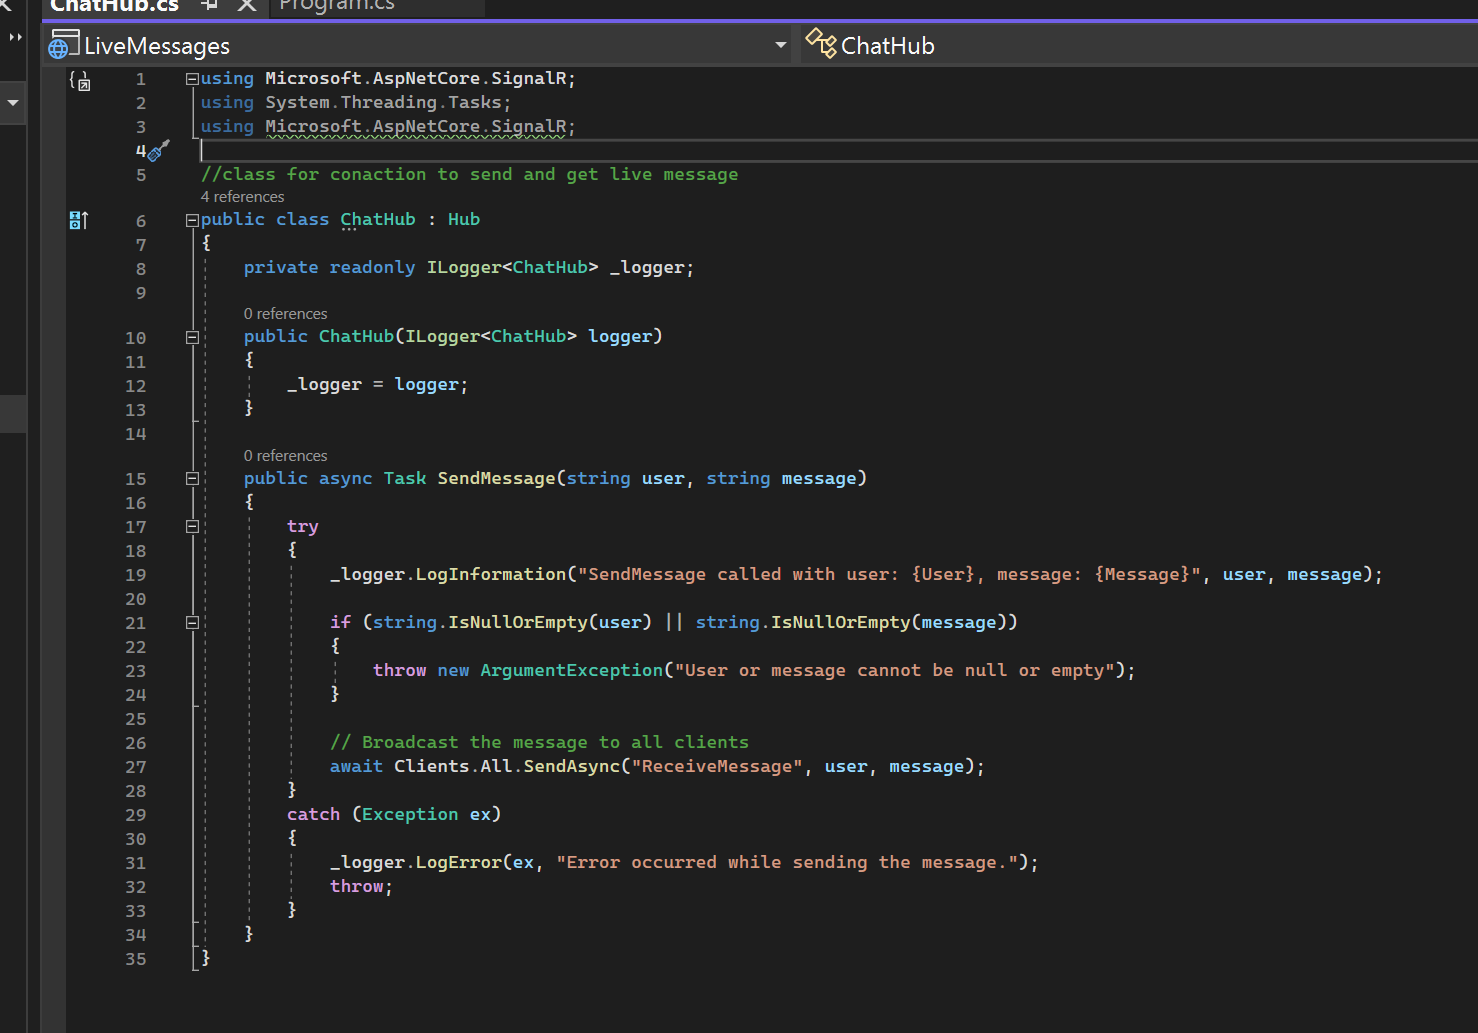 ChatHub.cs
Program.cs
LiveMessages ChatHub
1 using Microsoft.AspNetCore.SignalR;
2 using System.Threading.Tasks;
3 using Microsoft.AspNetCore.SignalR;
4
5 //class for conaction to send and get live message
4 references
6 public class ChatHub : Hub
7 {
8 private readonly ILogger<ChatHub> _logger;
9
0 references
10 public ChatHub(ILogger<ChatHub> logger)
11 {
12 _logger = logger;
13 }
14
0 references
15 public async Task SendMessage(string user, string message)
16 {
17 try
18 {
19 _logger.LogInformation("SendMessage called with user: {User}, message: {Message}", user, message);
20
21 if (string.IsNullOrEmpty(user) || string.IsNullOrEmpty(message))
22 {
23 throw new ArgumentException("User or message cannot be null or empty");
24 }
25
26 // Broadcast the message to all clients
27 await Clients.All.SendAsync("ReceiveMessage", user, message);
28 }
29 catch (Exception ex)
30 {
31 _logger.LogError(ex, "Error occurred while sending the message.");
32 throw;
33 }
34 }
35 }